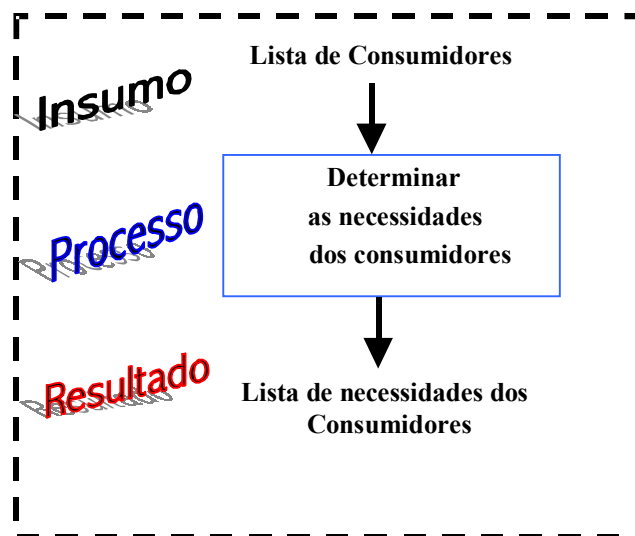 Lista de Consumidores
Insumo
Determinar
as necessidades
dos consumidores
Processo
Resultado
Lista de necessidades dos
Consumidores